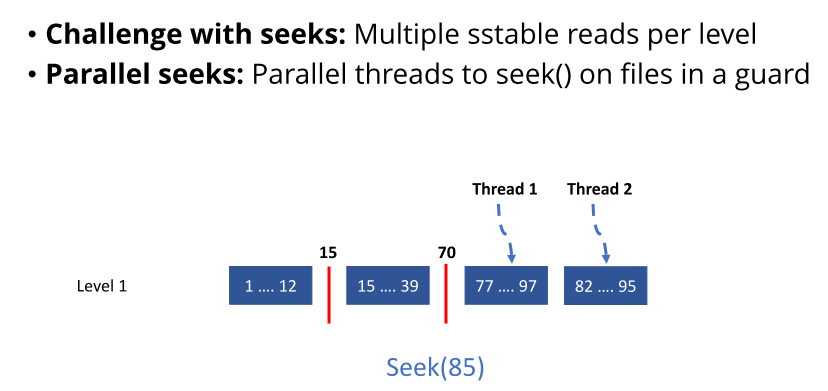 • Challenge with seeks: Multiple sstable reads per level
• Parallel seeks: Parallel threads to seek() on files in a guard
Thread 1 Thread 2
15 70
Level 1 1 .... 12 15 .... 39 77 .... 97 82 .... 95
Seek(85)